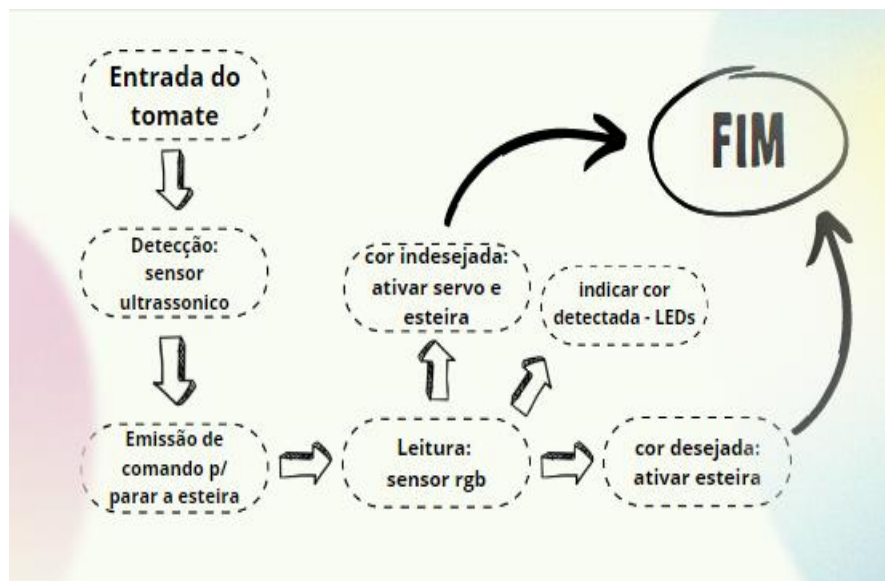 Entrada do
tomate
Detecção:
sensor
ultrassonico
Emissão de
comando p/
parar a esteira
Leitura:
sensor rgb
cor indesejada:
ativar servo e
esteira
indicar cor
detectada - LEDs
cor desejada:
ativar esteira
FIM